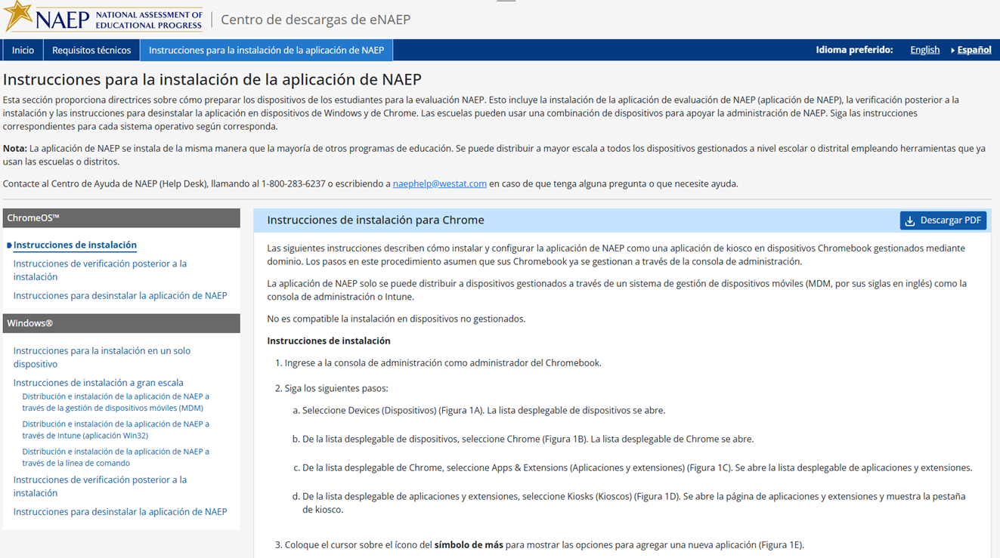 NAEP NATIONAL ASSESSMENT OF
EDUCATIONAL PROGRESS
Centro de descargas de eNAEP
Inicio
Requisitos técnicos
Instrucciones para la instalación de la aplicación de NAEP
Idioma preferido:
English
Español
Instrucciones para la instalación de la aplicación de NAEP
Esta sección proporciona directrices sobre cómo preparar los dispositivos de los estudiantes para la evaluación NAEP. Esto incluye la instalación de la aplicación de evaluación de NAEP (aplicación de NAEP), la verificación posterior a la
instalación y las instrucciones para desinstalar la aplicación en dispositivos de Windows y de Chrome. Las escuelas pueden usar una combinación de dispositivos para apoyar la administración de NAEP. Siga las instrucciones
correspondientes para cada sistema operativo según corresponda.
Nota: La aplicación de NAEP se instala de la misma manera que la mayoría de otros programas de educación. Se puede distribuir a mayor escala a todos los dispositivos gestionados a nivel escolar o distrital empleando herramientas que ya
usan las escuelas o distritos.
Contacte al Centro de Ayuda de NAEP (Help Desk), llamando al 1-800-283-6237 o escribiendo a naephelp@westat.com en caso de que tenga alguna pregunta o que necesite ayuda.
ChromeOS™
Instrucciones de instalación
Instrucciones de verificación posterior a la
instalación
Instrucciones para desinstalar la aplicación de NAEP
Windows®
Instrucciones para la instalación en un solo
dispositivo
Instrucciones de instalación a gran escala
Distribución e instalación de la aplicación de NAEP a
través de la gestión de dispositivos móviles (MDM)
Distribución e instalación de la aplicación de NAEP a
través de Intune (aplicación Win32)
Distribución e instalación de la aplicación de NAEP a
través de la línea de comando
Instrucciones de verificación posterior a la
instalación
Instrucciones para desinstalar la aplicación de NAEP
Instrucciones de instalación para Chrome
Descargar PDF
Las siguientes instrucciones describen cómo instalar y configurar la aplicación de NAEP como una aplicación de kiosco en dispositivos Chromebook gestionados mediante
dominio. Los pasos en este procedimiento asumen que sus Chromebook ya se gestionan a través de la consola de administración.
La aplicación de NAEP solo se puede distribuir a dispositivos gestionados a través de un sistema de gestión de dispositivos móviles (MDM, por sus siglas en inglés) como la
consola de administración o Intune.
No es compatible la instalación en dispositivos no gestionados.
Instrucciones de instalación
1. Ingrese a la consola de administración como administrador del Chromebook.
2. Siga los siguientes pasos:
a. Seleccione Devices (Dispositivos) (Figura 1A). La lista desplegable de dispositivos se abre.
b. De la lista desplegable de dispositivos, seleccione Chrome (Figura 1B). La lista desplegable de Chrome se abre.
c. De la lista desplegable de Chrome, seleccione Apps & Extensions (Aplicaciones y extensiones) (Figura 1C). Se abre la lista desplegable de aplicaciones y extensiones.
d. De la lista desplegable de aplicaciones y extensiones, seleccione Kiosks (Kioscos) (Figura 1D). Se abre la página de aplicaciones y extensiones y muestra la pestaña
de kiosco.
3. Coloque el cursor sobre el ícono del símbolo de más para mostrar las opciones para agregar una nueva aplicación (Figura 1E).